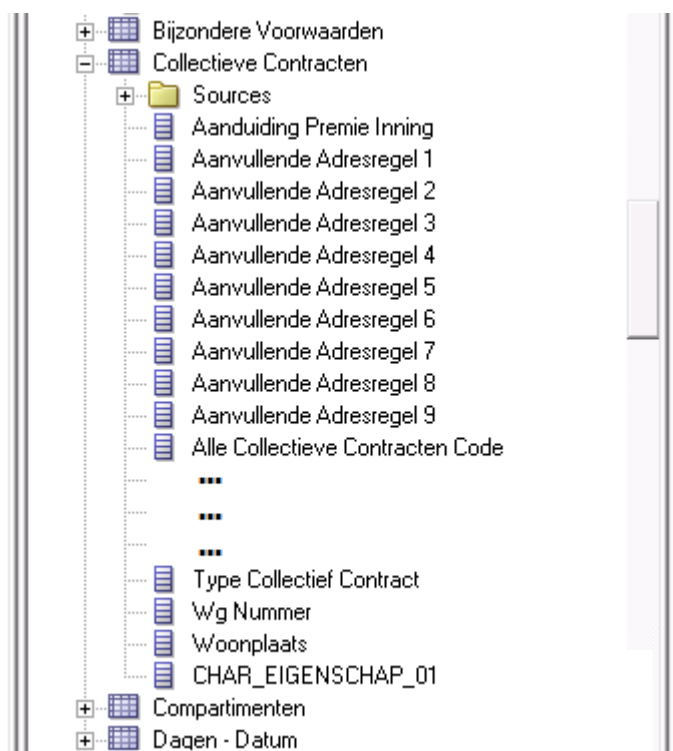 Bijzondere Voorwaarden
Collectieve Contracten
Sources
Aanduiding Premie Inning
Aanvullende Adresregel 1
Aanvullende Adresregel 2
Aanvullende Adresregel 3
Aanvullende Adresregel 4
Aanvullende Adresregel 5
Aanvullende Adresregel 6
Aanvullende Adresregel 7
Aanvullende Adresregel 8
Aanvullende Adresregel 9
Alle Collectieve Contracten Code
...
...
...
Type Collectief Contract
Wg Nummer
Woonplaats
CHAR_EIGENSCHAP_01
Compartimenten
Dagen - Datum